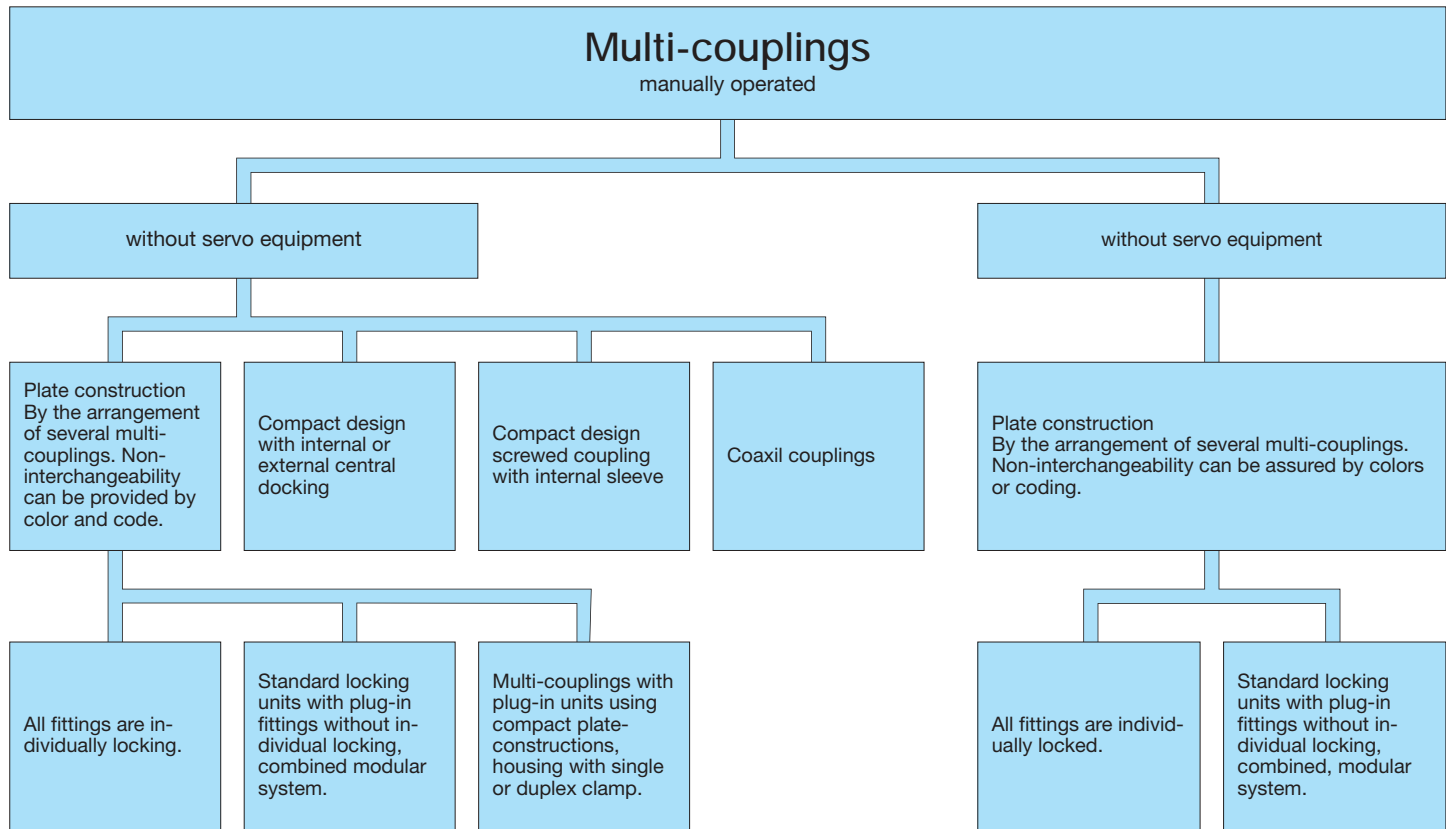 Multi-couplings
manually operated
without servo equipment
without servo equipment
Plate construction
By the arrangement
of several multi-
couplings. Non-
interchangeability
can be provided by
color and code.
Compact design
with internal or
external central
docking
Compact design
screwed coupling
with internal sleeve
Coaxil couplings
Plate construction
By the arrangement of several multi-couplings.
Non-interchangeability can be assured by colors
or coding.
All fittings are in-
dividually locking.
Standard locking
units with plug-in
fittings without in-
dividual locking,
combined modular
system.
Multi-couplings with
plug-in units using
compact plate-
constructions,
housing with single
or duplex clamp.
All fittings are individ-
ually locked.
Standard locking
units with plug-in
fittings without in-
dividual locking,
combined, modular
system.